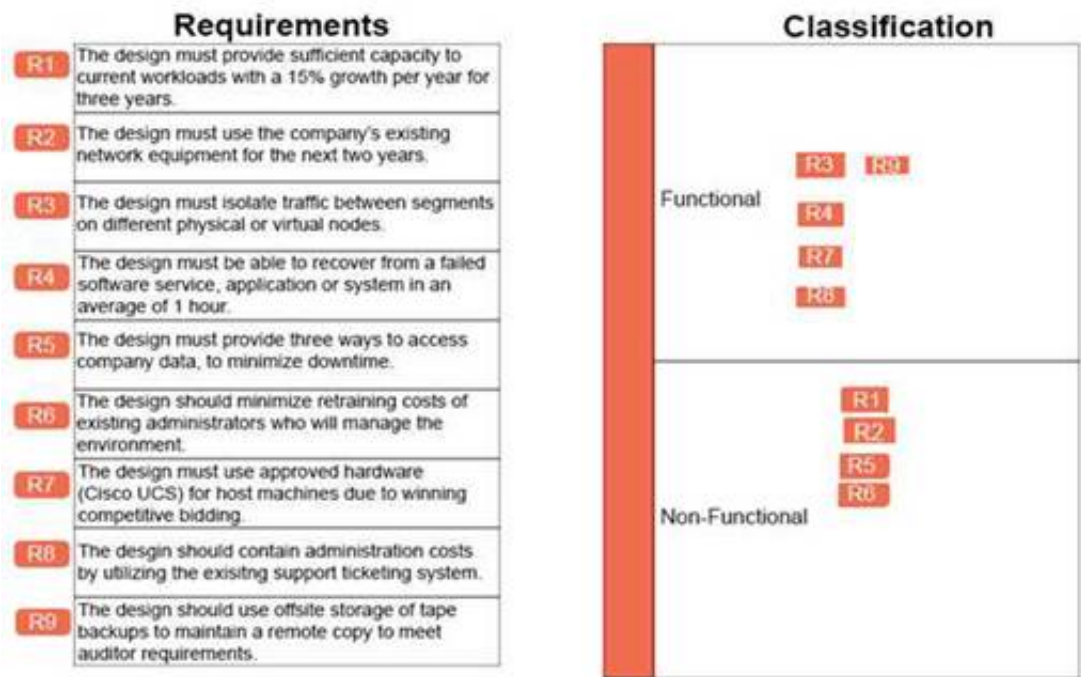 Requirements
R1
The design must provide sufficient capacity to
current workloads with a 15% growth per year for
three years.
R2
The design must use the company's existing
network equipment for the next two years.
R3
The design must isolate traffic between segments
on different physical or virtual nodes.
R4
The design must be able to recover from a failed
software service, application or system in an
average of 1 hour.
R5
The design must provide three ways to access
company data, to minimize downtime.
R6
The design should minimize retraining costs of
existing administrators who will manage the
environment.
R7
The design must use approved hardware
(Cisco UCS) for host machines due to winning
competitive bidding.
R8
The desgin should contain administration costs
by utilizing the exisitng support ticketing system.
R9
The design should use offsite storage of tape
backups to maintain a remote copy to meet
auditor requirements.
Classification
Functional
R3 R9
R4
R7
R8
Non-Functional
R1
R2
R5
R6